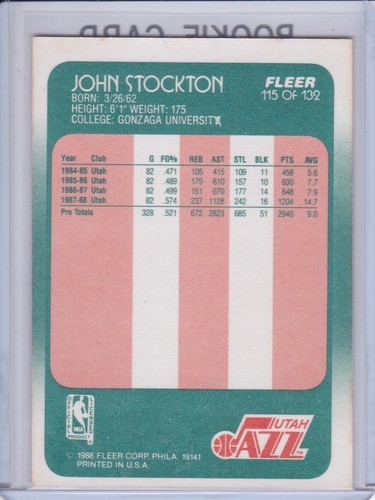 ROOKIE CARD
JOHN STOCKTON
FLEER
BORN: 3/26/62
115 OF 132
HEIGHT: 6'1" WEIGHT: 175
COLLEGE: GONZAGA UNIVERSITY
Year Club G FG% REB AST STL BLK PTS AVG
1984-85 Utah 82 .471 105 415 109 11 458 5.6
1985-86 Utah 82 .489 179 610 157 10 630 7.7
1986-87 Utah 82 .499 151 670 177 14 648 7.9
1987-88 Utah 82 .574 237 1128 242 16 1204 14.7
Pro Totals 328 .521 672 2823 685 51 2940 9.0
OFFICIAL LICENSED
NBA
PRODUCT
UTAH
JAZZ
TM
© 1988 FLEER CORP. PHILA. 19141
PRINTED IN U.S.A.